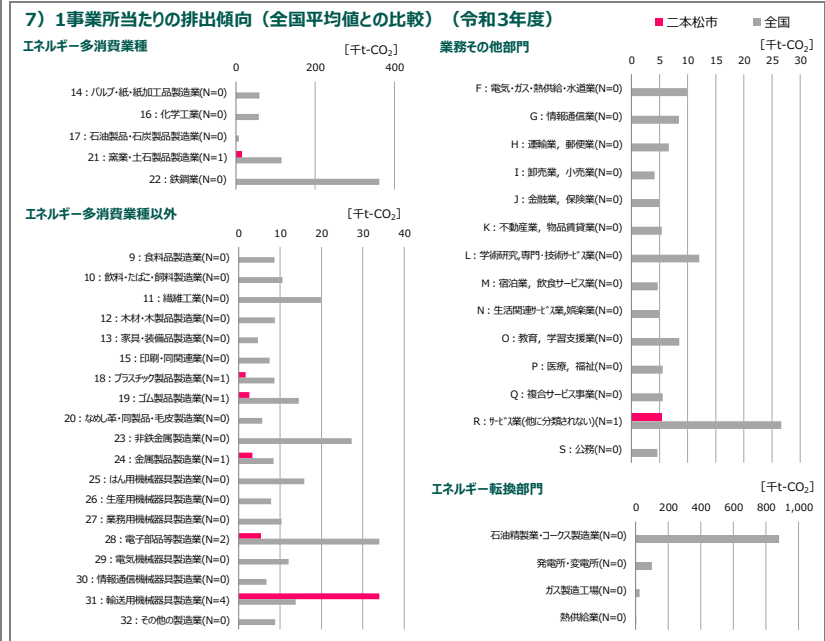 7）1事業所当たりの排出傾向（全国平均値との比較）（令和3年度）
■ 二本松市 ■ 全国
エネルギー多消費業種
[千t-CO₂]
0 200 400
14：パルプ・紙・紙加工品製造業(N=0)
16：化学工業(N=0)
17：石油製品・石炭製品製造業(N=0)
21：窯業・土石製品製造業(N=1)
22：鉄鋼業(N=0)
エネルギー多消費業種以外
[千t-CO₂]
0 10 20 30 40
9：食料品製造業(N=0)
10：飲料・たばこ・飼料製造業(N=0)
11：繊維工業(N=0)
12：木材・木製品製造業(N=0)
13：家具・装備品製造業(N=0)
15：印刷・同関連業(N=0)
18：プラスチック製品製造業(N=1)
19：ゴム製品製造業(N=1)
20：なめし革・同製品・毛皮製造業(N=0)
23：非鉄金属製造業(N=0)
24：金属製品製造業(N=1)
25：はん用機械器具製造業(N=0)
26：生産用機械器具製造業(N=0)
27：業務用機械器具製造業(N=0)
28：電子部品等製造業(N=2)
29：電気機械器具製造業(N=0)
30：情報通信機械器具製造業(N=0)
31：輸送用機械器具製造業(N=4)
32：その他の製造業(N=0)
業務その他部門
[千t-CO₂]
0 5 10 15 20 25 30
F：電気・ガス・熱供給・水道業(N=0)
G：情報通信業(N=0)
H：運輸業，郵便業(N=0)
I：卸売業，小売業(N=0)
J：金融業，保険業(N=0)
K：不動産業，物品賃貸業(N=0)
L：学術研究,専門・技術サービス業(N=0)
M：宿泊業，飲食サービス業(N=0)
N：生活関連サービス業,娯楽業(N=0)
O：教育，学習支援業(N=0)
P：医療，福祉(N=0)
Q：複合サービス事業(N=0)
R：サービス業(他に分類されない)(N=1)
S：公務(N=0)
エネルギー転換部門
[千t-CO₂]
0 200 400 600 800 1,000
石油精製業・コークス製造業(N=0)
発電所・変電所(N=0)
ガス製造工場(N=0)
熱供給業(N=0)